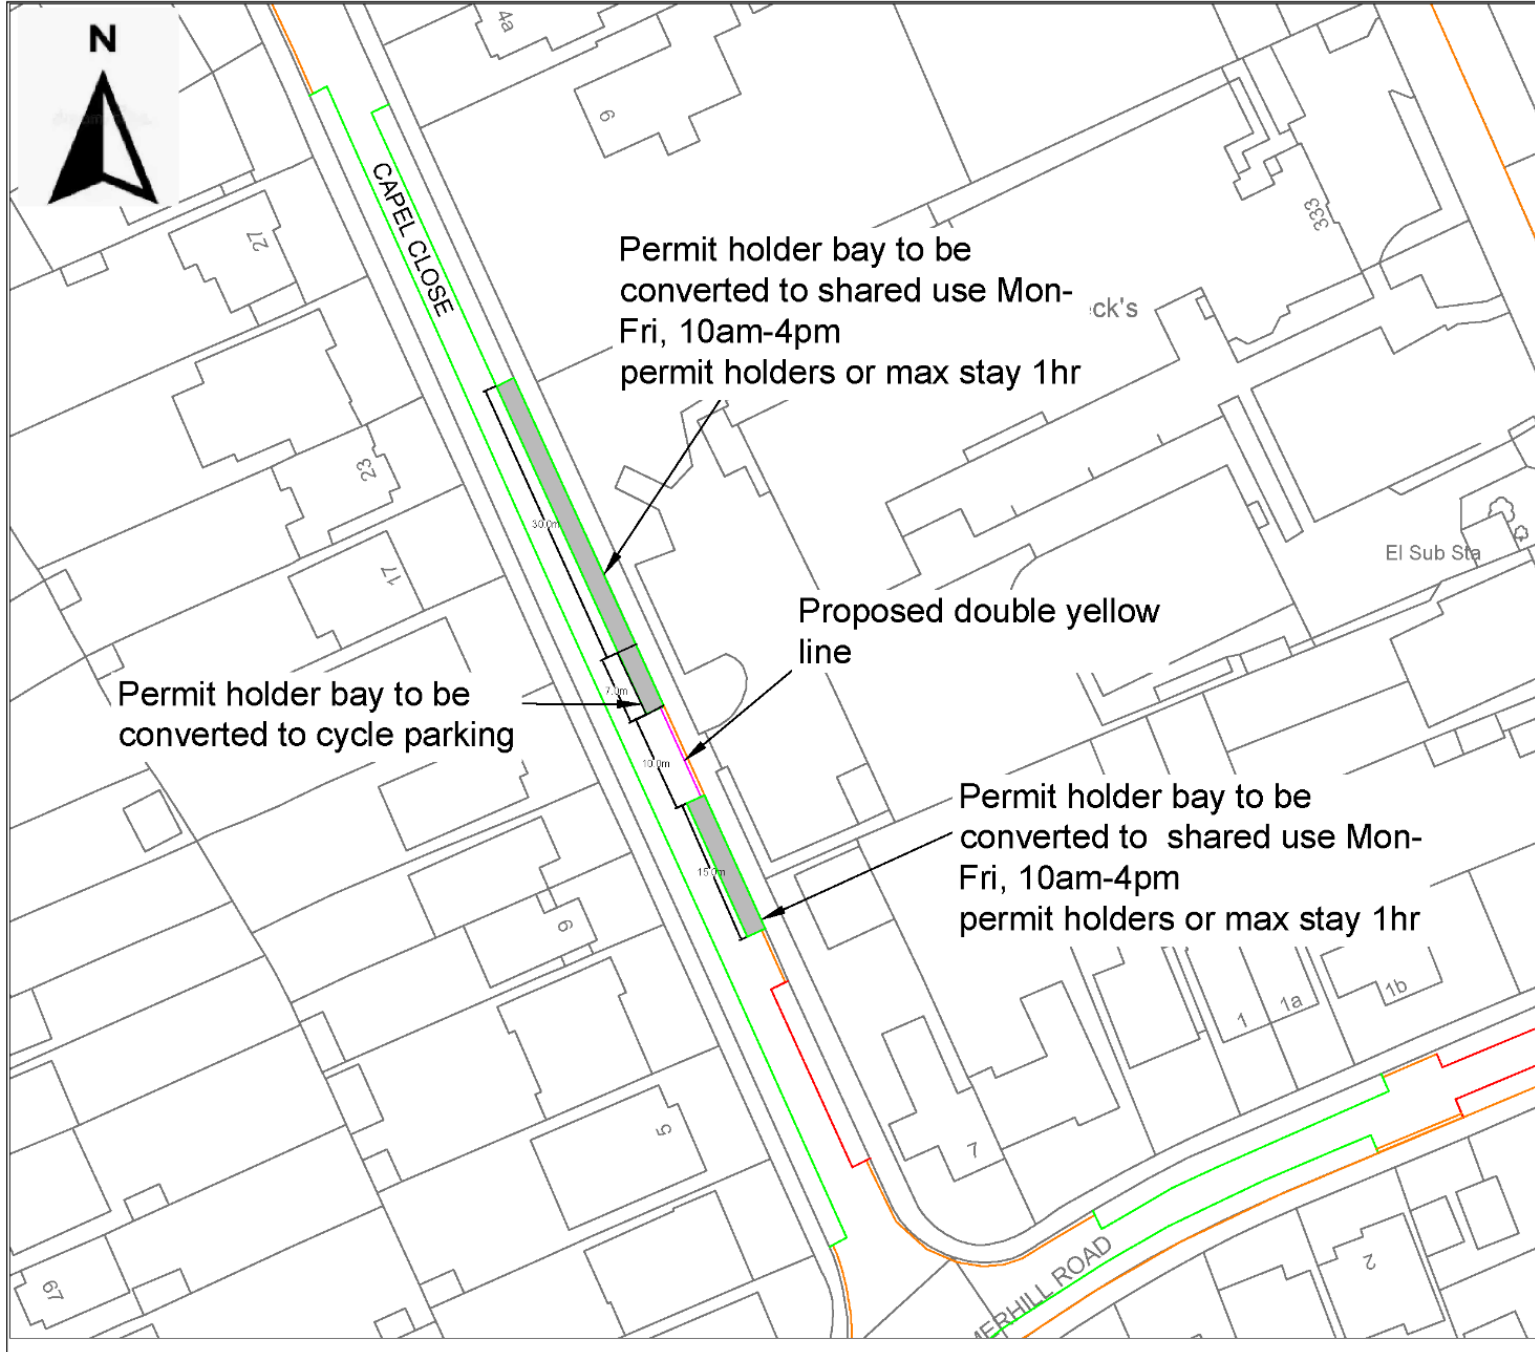 N
4a
6
27
CAPEL CLOSE
333
Permit holder bay to be
converted to shared use Mon-
Fri, 10am-4pm
permit holders or max stay 1hr
ck's
23
30.0m
El Sub Sta
17
Proposed double yellow
line
Permit holder bay to be
converted to cycle parking
7.0m
10.0m
Permit holder bay to be
converted to  shared use Mon-
Fri, 10am-4pm
permit holders or max stay 1hr
15.0m
9
1
1a
1b
5
7
2
67
MERHILL ROAD